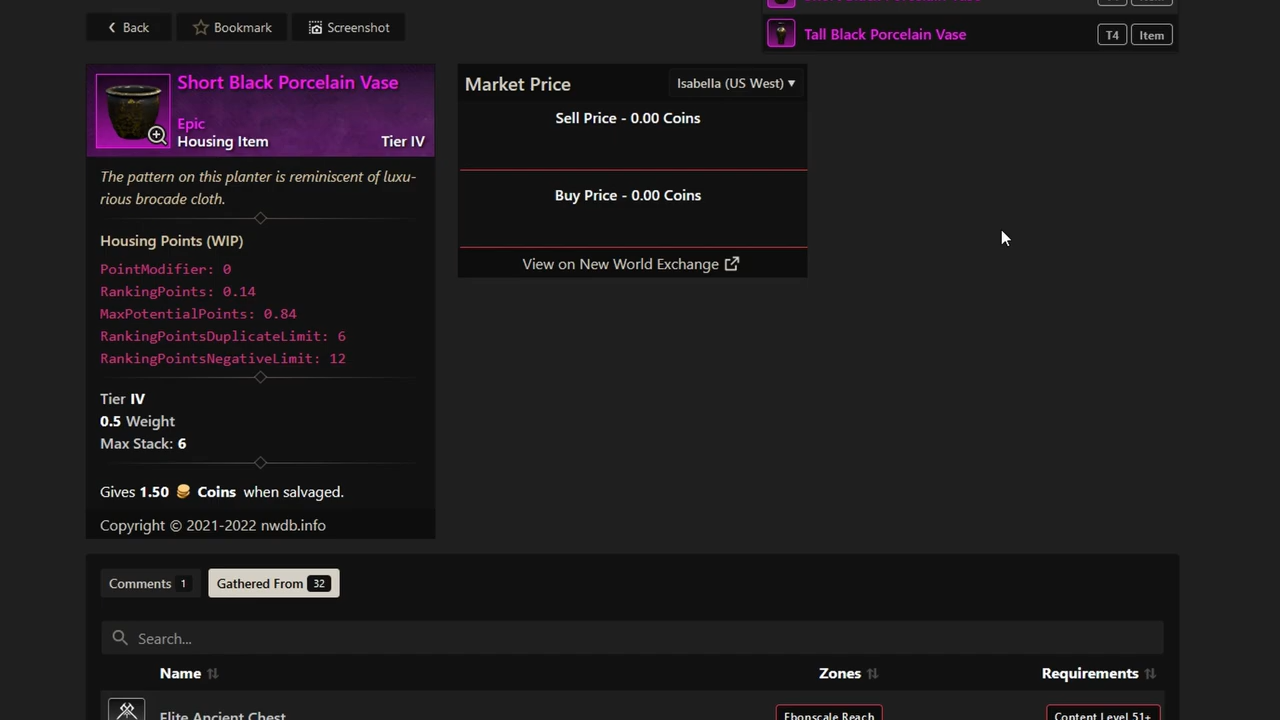 Back
Bookmark
Screenshot
Tall Black Porcelain Vase
T4
Item
Short Black Porcelain Vase
Epic
Housing Item
Tier IV
The pattern on this planter is reminiscent of luxu-
rious brocade cloth.
Housing Points (WIP)
PointModifier: 0
RankingPoints: 0.14
MaxPotentialPoints: 0.84
RankingPointsDuplicateLimit: 6
RankingPointsNegativeLimit: 12
Tier IV
0.5 Weight
Max Stack: 6
Gives 1.50 Coins when salvaged.
Copyright © 2021-2022 nwdb.info
Market Price
Isabella (US West)
Sell Price - 0.00 Coins
Buy Price - 0.00 Coins
View on New World Exchange
Comments 1
Gathered From 32
Search...
Name
Zones
Requirements
Elite Ancient Chest
Ebonscale Reach
Content Level 51+